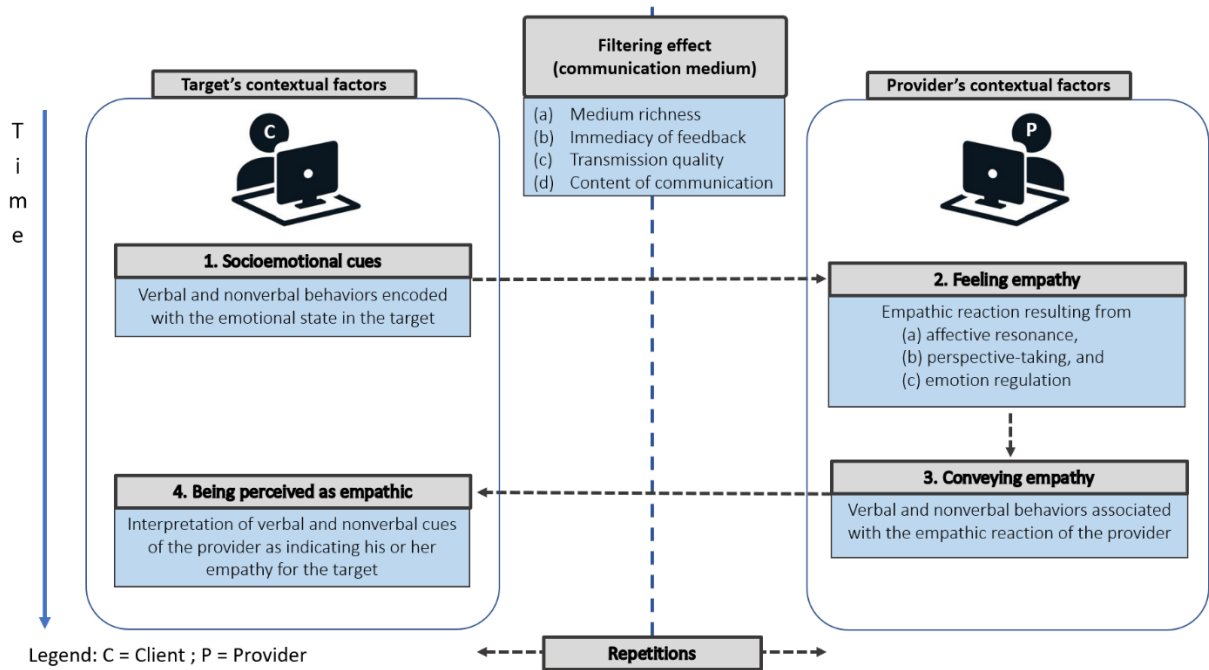 Filtering effect
(communication medium)
(a) Medium richness
(b) Immediacy of feedback
(c) Transmission quality
(d) Content of communication
Target's contextual factors
Provider's contextual factors
Time
C
P
1. Socioemotional cues
Verbal and nonverbal behaviors encoded
with the emotional state in the target
2. Feeling empathy
Empathic reaction resulting from
(a) affective resonance,
(b) perspective-taking, and
(c) emotion regulation
3. Conveying empathy
Verbal and nonverbal behaviors associated
with the empathic reaction of the provider
4. Being perceived as empathic
Interpretation of verbal and nonverbal cues
of the provider as indicating his or her
empathy for the target
Repetitions
Legend: C = Client ; P = Provider